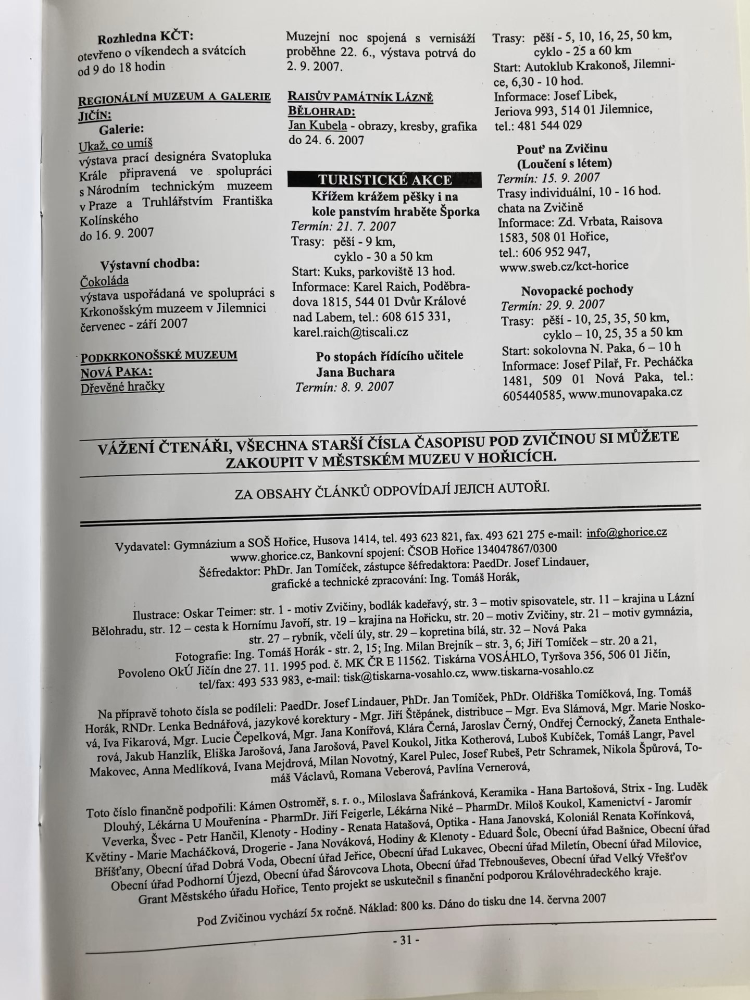 Rozhledna KČT:
otevřeno o víkendech a svátcích
od 9 do 18 hodin
REGIONÁLNÍ MUZEUM A GALERIE
JIČÍN:
Galerie:
Ukaž, co umíš
výstava prací designéra Svatopluka
Krále připravená ve spolupráci
s Národním technickým muzeem
v Praze a Truhlářstvím Františka
Kolínského
do 16. 9. 2007
Výstavní chodba:
Čokoláda
výstava uspořádaná ve spolupráci s
Krkonošským muzeem v Jilemnici
červenec - září 2007
PODKRKONOŠSKÉ MUZEUM
NOVÁ PAKA:
Dřevěné hračky
Muzejní noc spojená s vernisáží
proběhne 22. 6., výstava potrvá do
2. 9. 2007.
RAISŮV PAMÁTNÍK LÁZNĚ
BĚLOHRAD:
Jan Kubela - obrazy, kresby, grafika
do 24. 6. 2007
TURISTICKÉ AKCE
Křížem krážem pěšky i na
kole panstvím hraběte Šporka
Termín: 21. 7. 2007
Trasy: pěší - 9 km,
cyklo - 30 a 50 km
Start: Kuks, parkoviště 13 hod.
Informace: Karel Raich, Poděbra-
dova 1815, 544 01 Dvůr Králové
nad Labem, tel.: 608 615 331,
karel.raich@tiscali.cz
Po stopách řídícího učitele
Jana Buchara
Termín: 8. 9. 2007
Trasy: pěší - 5, 10, 16, 25, 50 km,
cyklo - 25 a 60 km
Start: Autoklub Krakonoš, Jilemni-
ce, 6,30 - 10 hod.
Informace: Josef Libek,
Jeriova 993, 514 01 Jilemnice,
tel.: 481 544 029
Pouť na Zvičinu
(Loučení s létem)
Termín: 15. 9. 2007
Trasy individuální, 10 - 16 hod.
chata na Zvičině
Informace: Zd. Vrbata, Raisova
1583, 508 01 Hořice,
tel.: 606 952 947,
www.sweb.cz/kct-horice
Novopacké pochody
Termín: 29. 9. 2007
Trasy: pěší - 10, 25, 35, 50 km,
cyklo – 10, 25, 35 a 50 km
Start: sokolovna N. Paka, 6 – 10 h
Informace: Josef Pilař, Fr. Pecháčka
1481, 509 01 Nová Paka, tel.:
605440585, www.munovapaka.cz
VÁŽENÍ ČTENÁŘI, VŠECHNA STARŠÍ ČÍSLA ČASOPISU POD ZVIČINOU SI MŮŽETE
ZAKOUPIT V MĚSTSKÉM MUZEU V HOŘICÍCH.
ZA OBSAHY ČLÁNKŮ ODPOVÍDAJÍ JEJICH AUTOŘI.
Vydavatel: Gymnázium a SOŠ Hořice, Husova 1414, tel. 493 623 821, fax. 493 621 275 e-mail: info@ghorice.cz
www.ghorice.cz, Bankovní spojení: ČSOB Hořice 134047867/0300
Šéfredaktor: PhDr. Jan Tomíček, zástupce šéfredaktora: PaedDr. Josef Lindauer,
grafické a technické zpracování: Ing. Tomáš Horák,
Ilustrace: Oskar Teimer: str. 1 - motiv Zvičiny, bodlák kadeřavý, str. 3 – motiv spisovatele, str. 11 – krajina u Lázní
Bělohradu, str. 12 – cesta k Hornímu Javoří, str. 19 – krajina na Hořicku, str. 20 – motiv Zvičiny, str. 21 – motiv gymnázia,
str. 27 – rybník, včelí úly, str. 29 – kopretina bílá, str. 32 – Nová Paka
Fotografie: Ing. Tomáš Horák - str. 2, 15; Ing. Milan Brejník – str. 3, 6; Jiří Tomíček – str. 20 a 21,
Povoleno OkÚ Jičín dne 27. 11. 1995 pod. č. MK ČR E 11562. Tiskárna VOSÁHLO, Tyršova 356, 506 01 Jičín,
tel/fax: 493 533 983, e-mail: tisk@tiskarna-vosahlo.cz, www.tiskarna-vosahlo.cz
Na přípravě tohoto čísla se podíleli: PaedDr. Josef Lindauer, PhDr. Jan Tomíček, PhDr. Oldřiška Tomíčková, Ing. Tomáš
Horák, RNDr. Lenka Bednářová, jazykové korektury - Mgr. Jiří Štěpánek, distribuce – Mgr. Eva Slámová, Mgr. Marie Nosko-
vá, Iva Fikarová, Mgr. Lucie Čepelková, Mgr. Jana Konířová, Klára Černá, Jaroslav Černý, Ondřej Černocký, Žaneta Enthale-
rová, Jakub Hanzlík, Eliška Jarošová, Jana Jarošová, Pavel Koukol, Jitka Kotherová, Luboš Kubíček, Tomáš Langr, Pavel
Makovec, Anna Medlíková, Ivana Mejdrová, Milan Novotný, Karel Pulec, Josef Rubeš, Petr Schramek, Nikola Špůrová, To-
máš Václavů, Romana Veberová, Pavlína Vernerová,
Toto číslo finančně podpořili: Kámen Ostroměř, s. r. o., Miloslava Šafránková, Keramika - Hana Bartošová, Strix - Ing. Luděk
Dlouhý, Lékárna U Mouřenína - PharmDr. Jiří Feigerle, Lékárna Niké – PharmDr. Miloš Koukol, Kamenictví - Jaromír
Veverka, Švec - Petr Hančil, Klenoty - Hodiny - Renata Hatašová, Optika - Hana Janovská, Koloniál Renata Kořínková,
Květiny - Marie Macháčková, Drogerie - Jana Nováková, Hodiny & Klenoty - Eduard Šolc, Obecní úřad Bašnice, Obecní úřad
Bříšťany, Obecní úřad Dobrá Voda, Obecní úřad Jeřice, Obecní úřad Lukavec, Obecní úřad Miletín, Obecní úřad Milovice,
Obecní úřad Podhorní Újezd, Obecní úřad Šárovcova Lhota, Obecní úřad Třebnouševes, Obecní úřad Velký Vřešťov
Grant Městského úřadu Hořice, Tento projekt se uskutečnil s finanční podporou Královéhradeckého kraje.
Pod Zvičinou vychází 5x ročně. Náklad: 800 ks. Dáno do tisku dne 14. června 2007
- 31 -